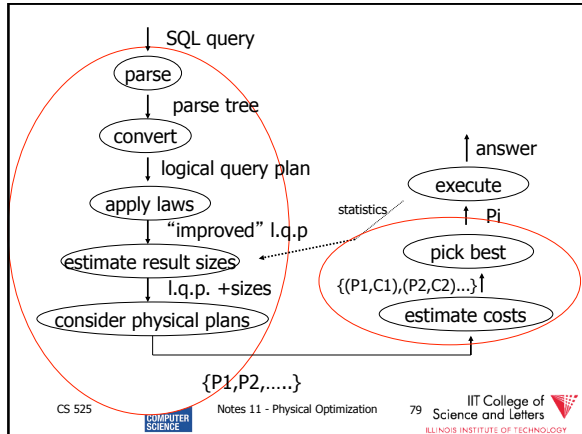 SQL query
parse
parse tree
convert
logical query plan
apply laws
“improved” l.q.p
estimate result sizes
l.q.p. +sizes
consider physical plans
{P1,P2,.....}
estimate costs
{(P1,C1),(P2,C2)...}
pick best
Pi
statistics
execute
answer
CS 525
COMPUTER
SCIENCE
Notes 11 - Physical Optimization
79
IIT College of
Science and Letters
ILLINOIS INSTITUTE OF TECHNOLOGY